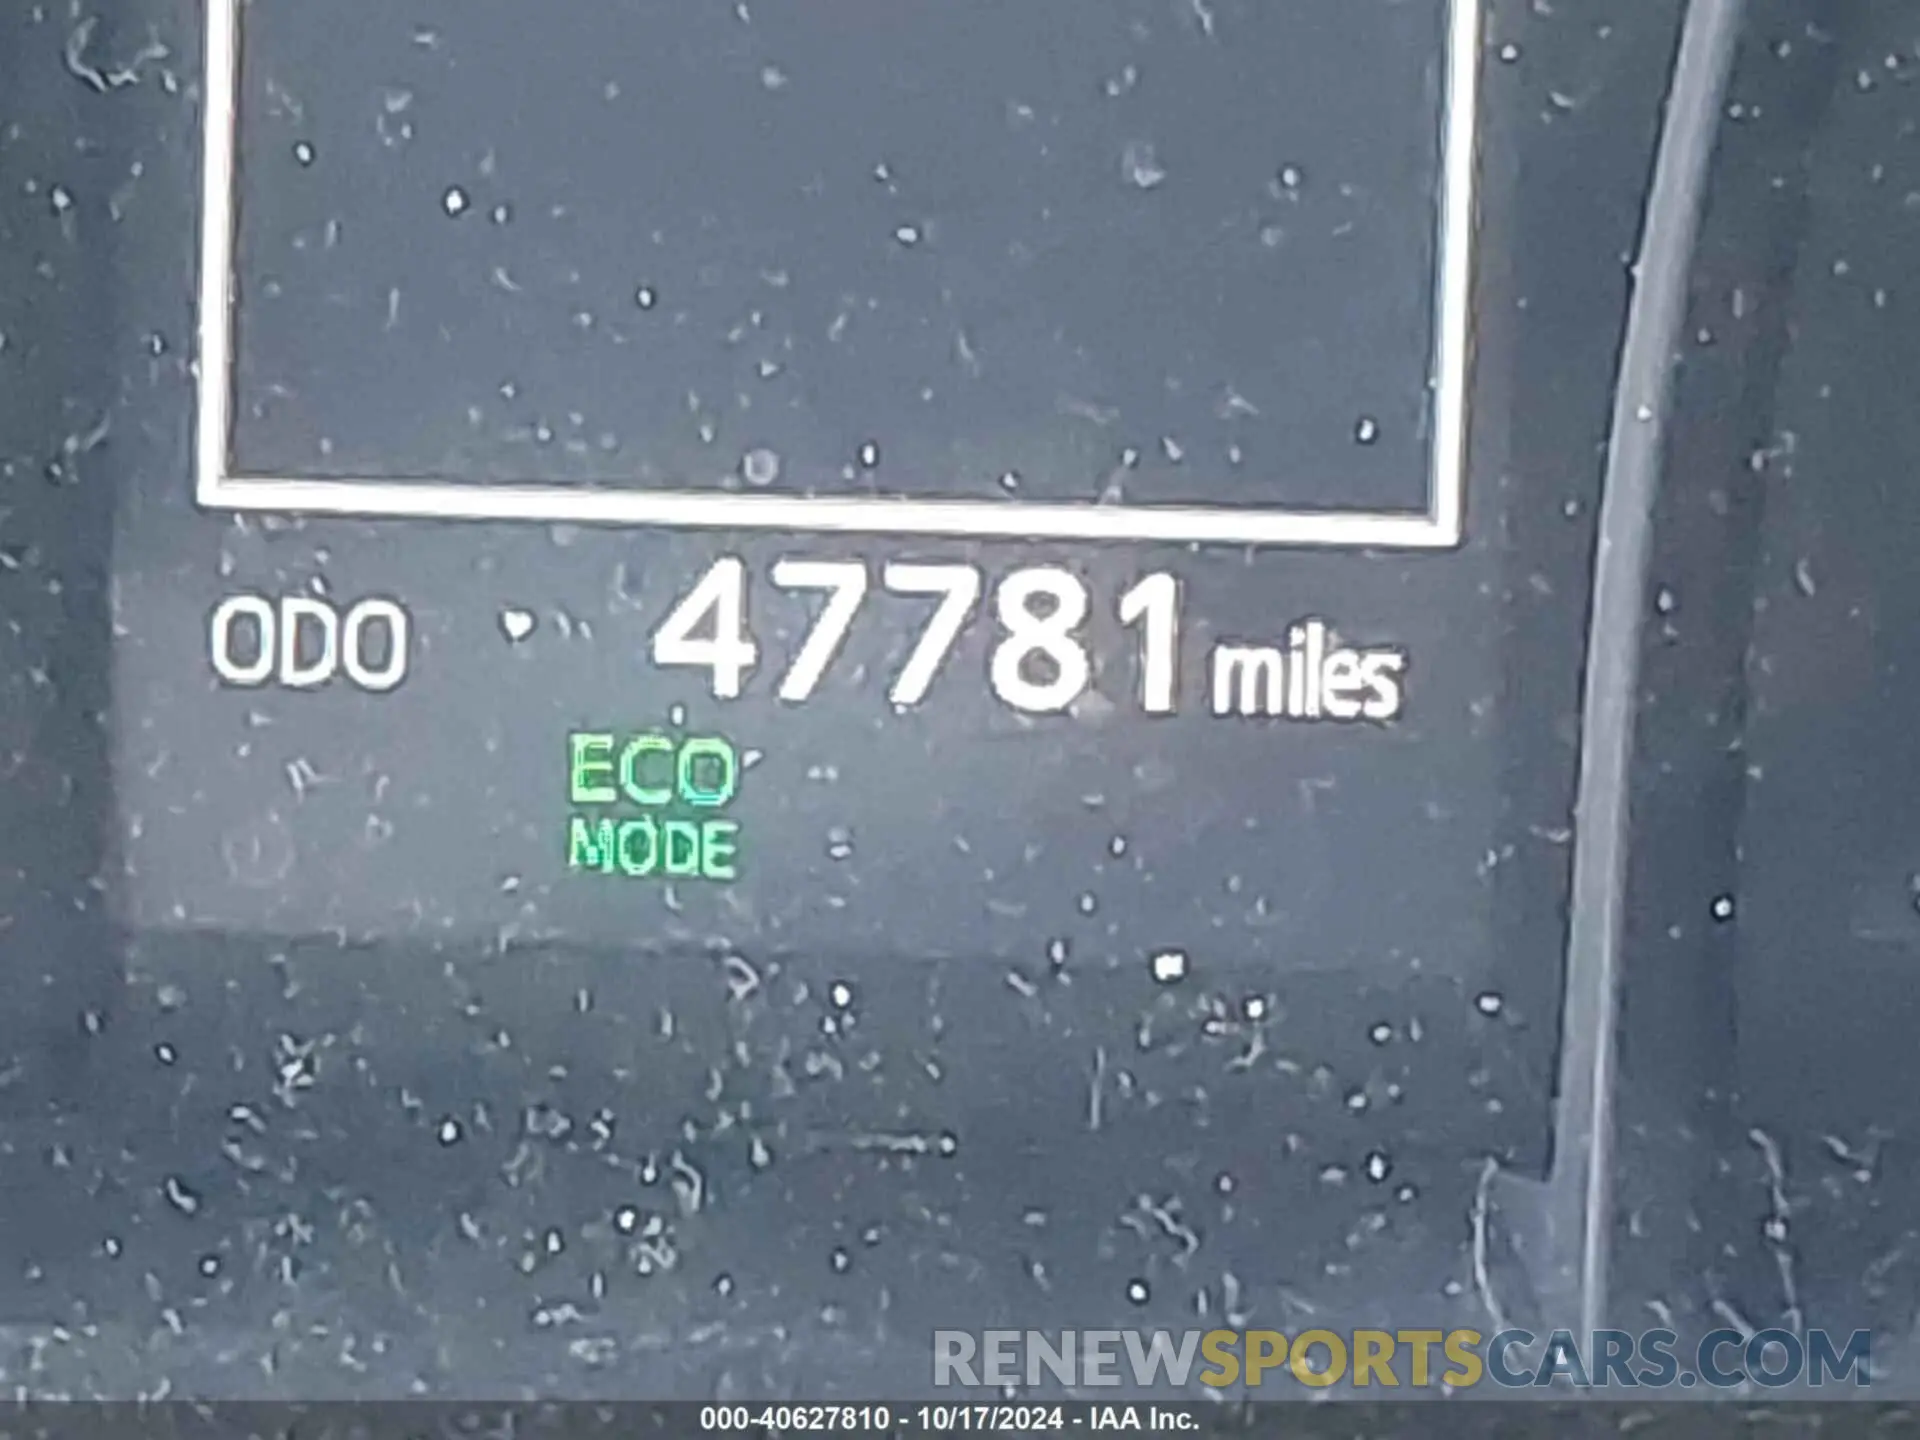 ODO 47781 miles
ECO
MODE
RENEWSPORTSCARS.COM
000-40627810 - 10/17/2024 - IAA Inc.